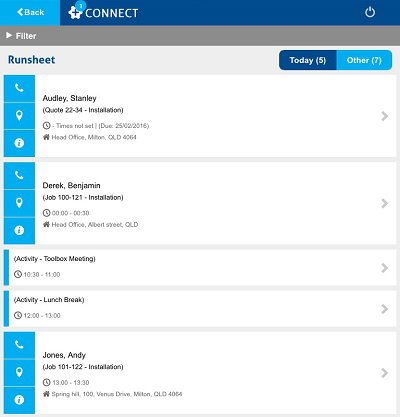 Back
1
CONNECT
Filter
Runsheet
Today (5)
Other (7)
Audley, Stanley
(Quote 22-34 - Installation)
- Times not set | (Due: 25/02/2016)
Head Office, Milton, QLD 4064
Derek, Benjamin
(Job 100-121 - Installation)
00:00 - 00:30
Head Office, Albert street, QLD
(Activity - Toolbox Meeting)
10:30 - 11:00
(Activity - Lunch Break)
12:00 - 13:00
Jones, Andy
(Job 101-122 - Installation)
13:00 - 13:30
Spring hill, 100, Venus Drive, Milton, QLD 4064